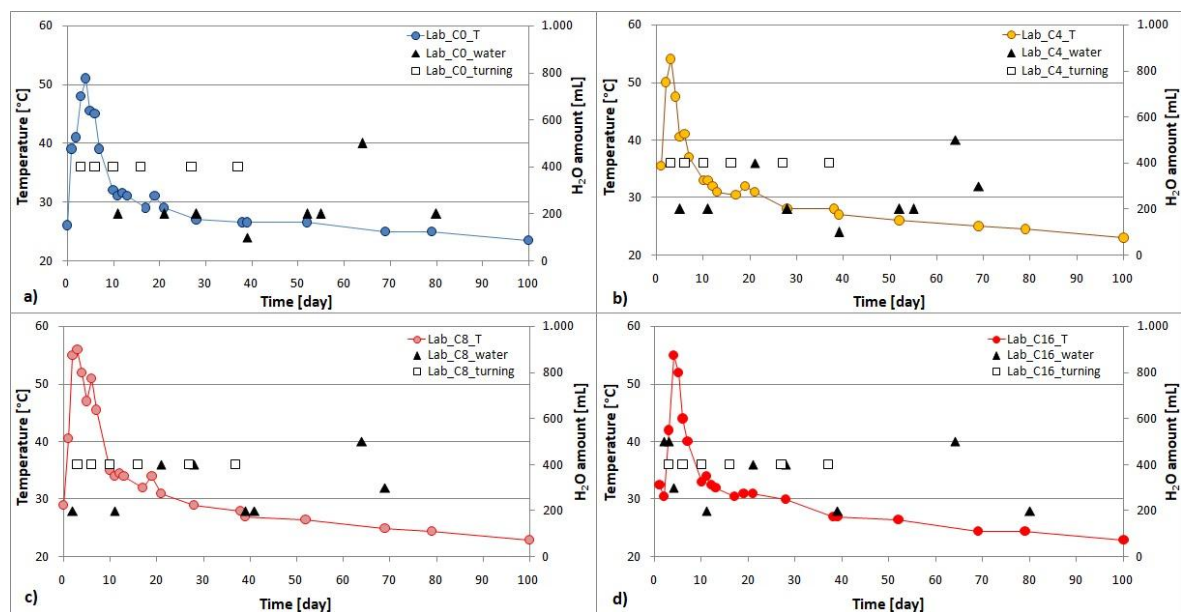 60
50
40
30
20
Temperature [°C]
1.000
800
600
400
200
0
H₂O amount [mL]
Lab_C0_T
Lab_C0_water
Lab_C0_turning
0 10 20 30 40 50 60 70 80 90 100
Time [day]
a)
60
50
40
30
20
Temperature [°C]
1.000
800
600
400
200
0
H₂O amount [mL]
Lab_C4_T
Lab_C4_water
Lab_C4_turning
0 10 20 30 40 50 60 70 80 90 100
Time [day]
b)
60
50
40
30
20
Temperature [°C]
1.000
800
600
400
200
0
H₂O amount [mL]
Lab_C8_T
Lab_C8_water
Lab_C8_turning
0 10 20 30 40 50 60 70 80 90 100
Time [day]
c)
60
50
40
30
20
Temperature [°C]
1.000
800
600
400
200
0
H₂O amount [mL]
Lab_C16_T
Lab_C16_water
Lab_C16_turning
0 10 20 30 40 50 60 70 80 90 100
Time [day]
d)